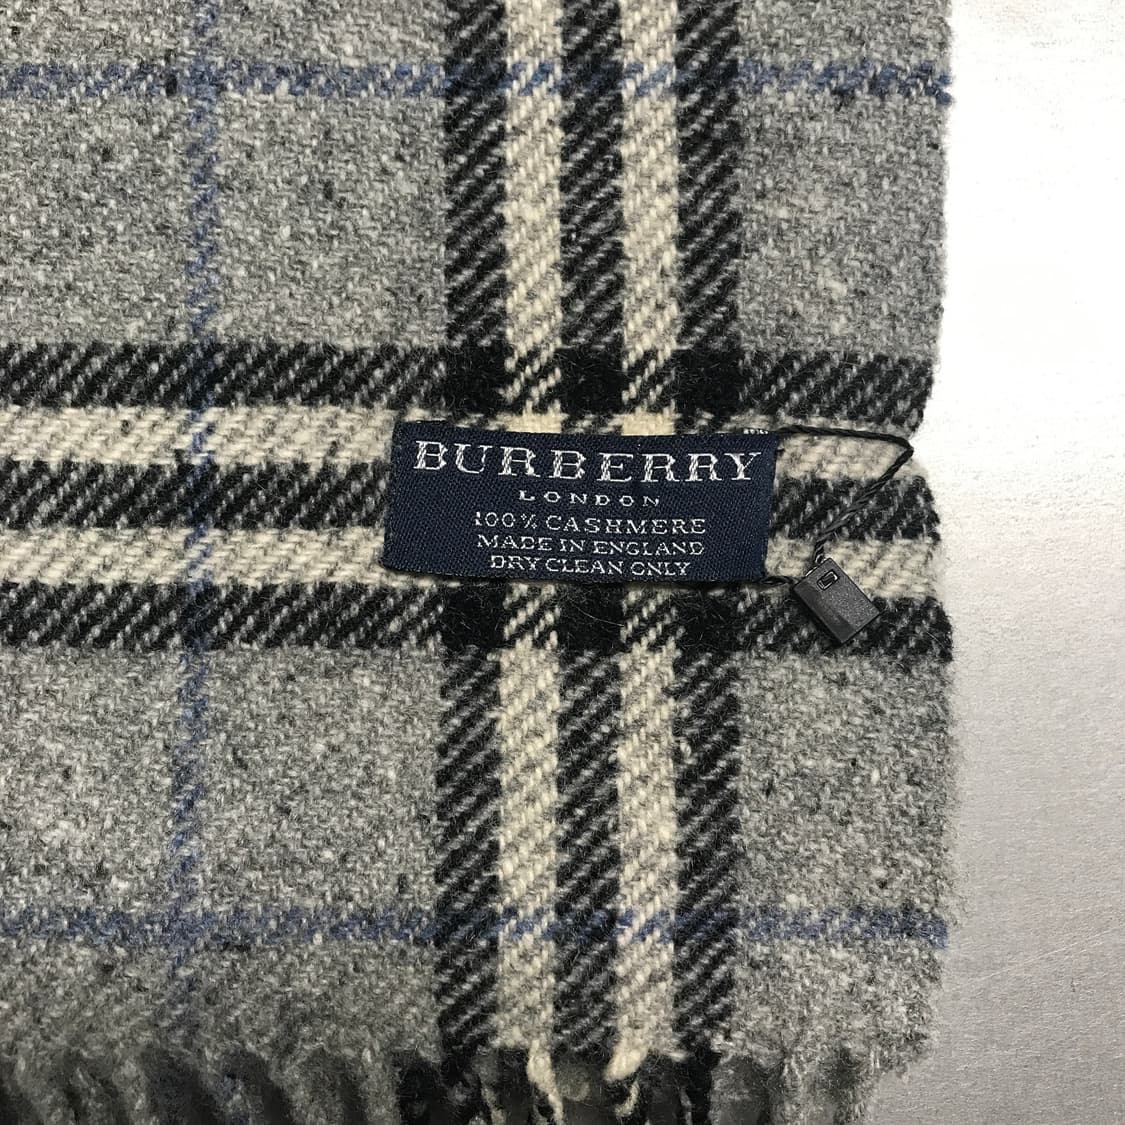 BURBERRY
LONDON
100% CASHMERE
MADE IN ENGLAND
DRY CLEAN ONLY